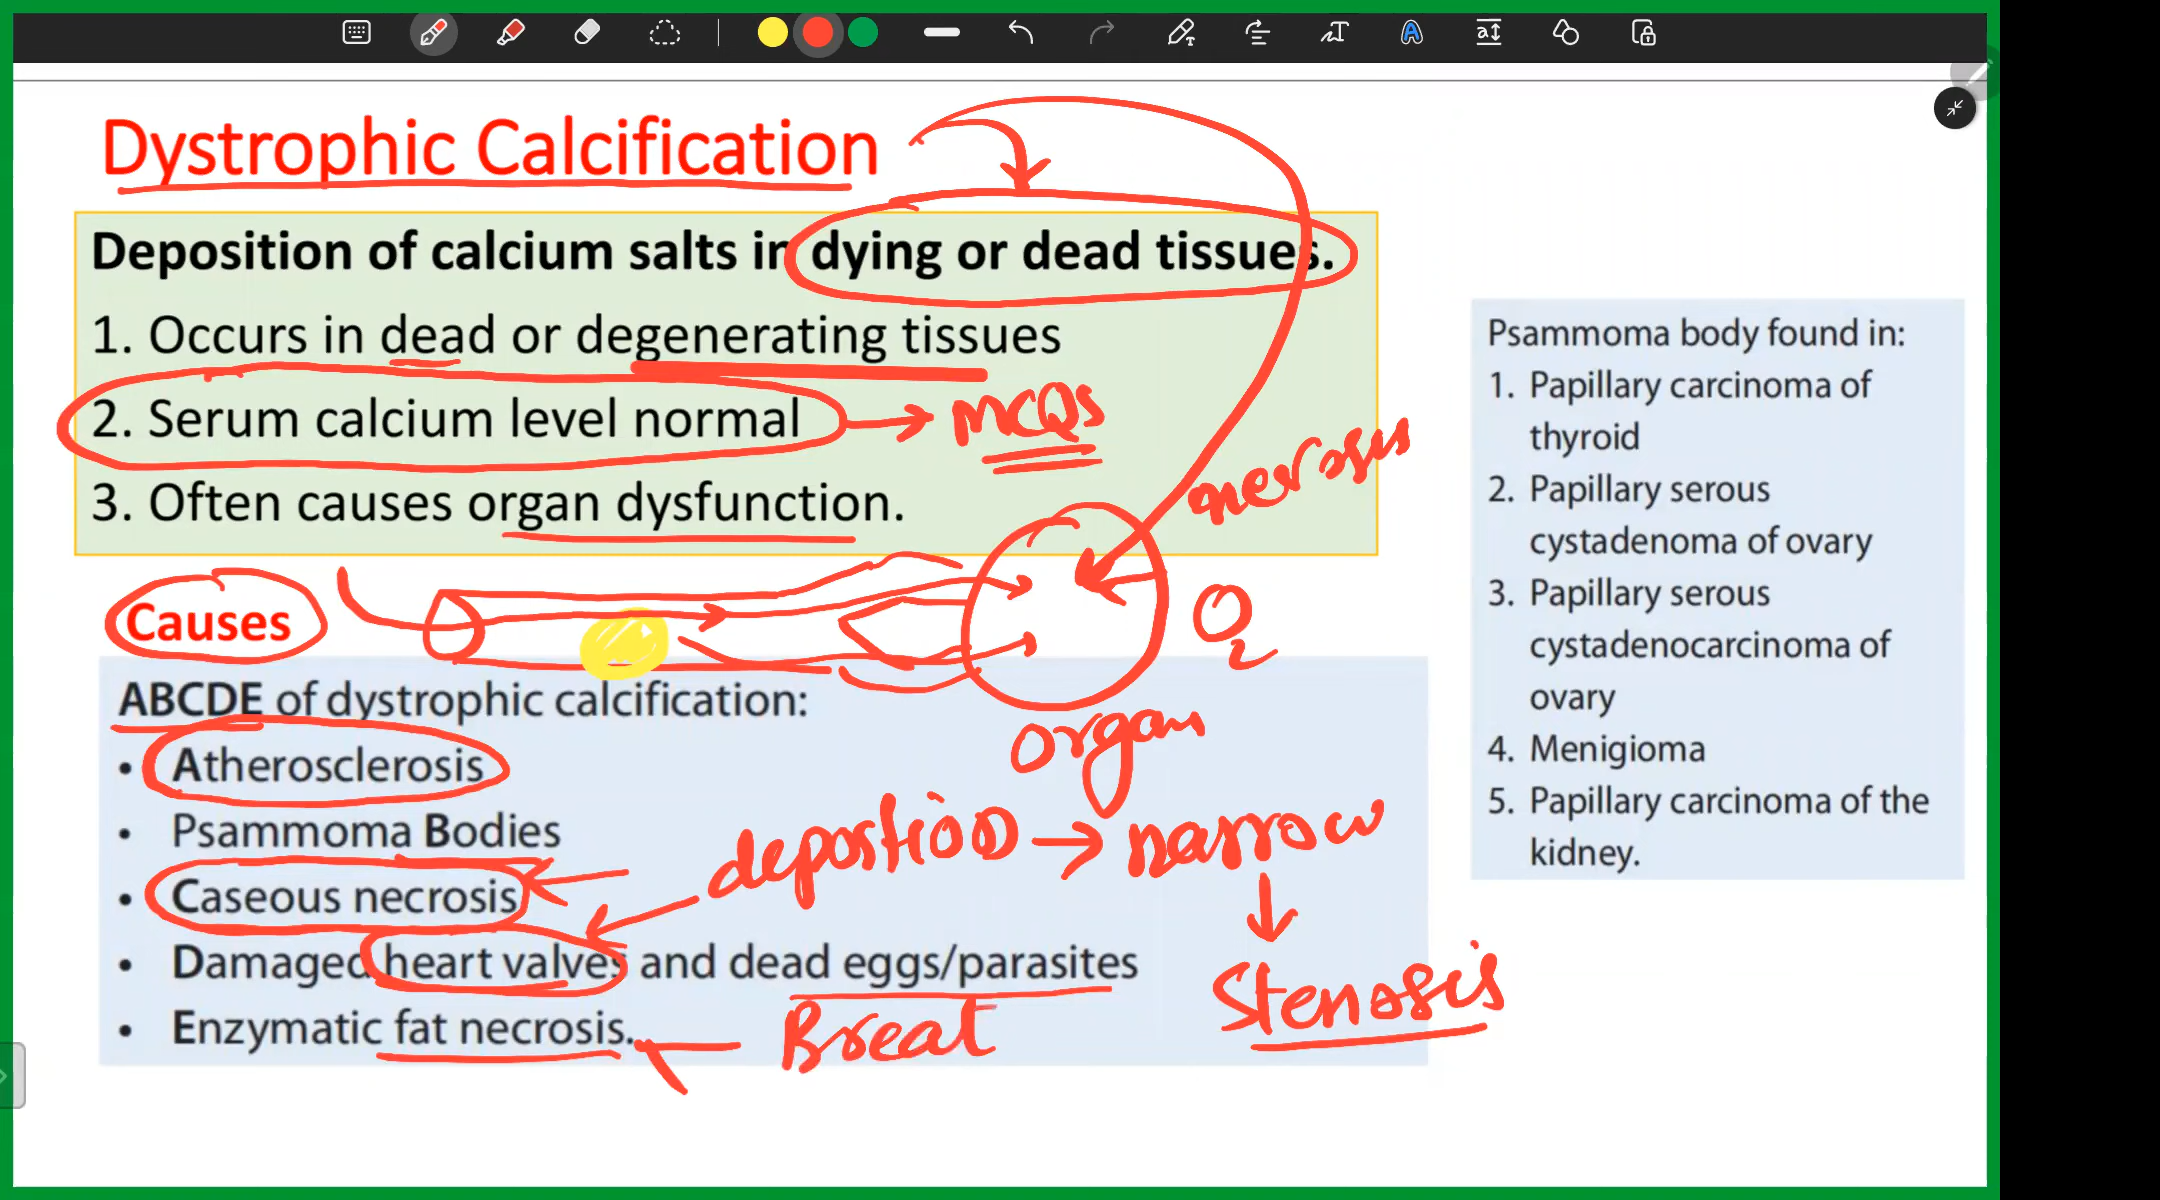 Dystrophic Calcification
Deposition of calcium salts in dying or dead tissues.
1. Occurs in dead or degenerating tissues
2. Serum calcium level normal
MCQs
3. Often causes organ dysfunction.
necrosis
Causes
O2
organ
ABCDE of dystrophic calcification:
• Atherosclerosis
• Psammoma Bodies
• Caseous necrosis
• Damaged heart valves and dead eggs/parasites
• Enzymatic fat necrosis.
depostion → narrow
Stenosis
Breat
Psammoma body found in:
1. Papillary carcinoma of
thyroid
2. Papillary serous
cystadenoma of ovary
3. Papillary serous
cystadenocarcinoma of
ovary
4. Menigioma
5. Papillary carcinoma of the
kidney.